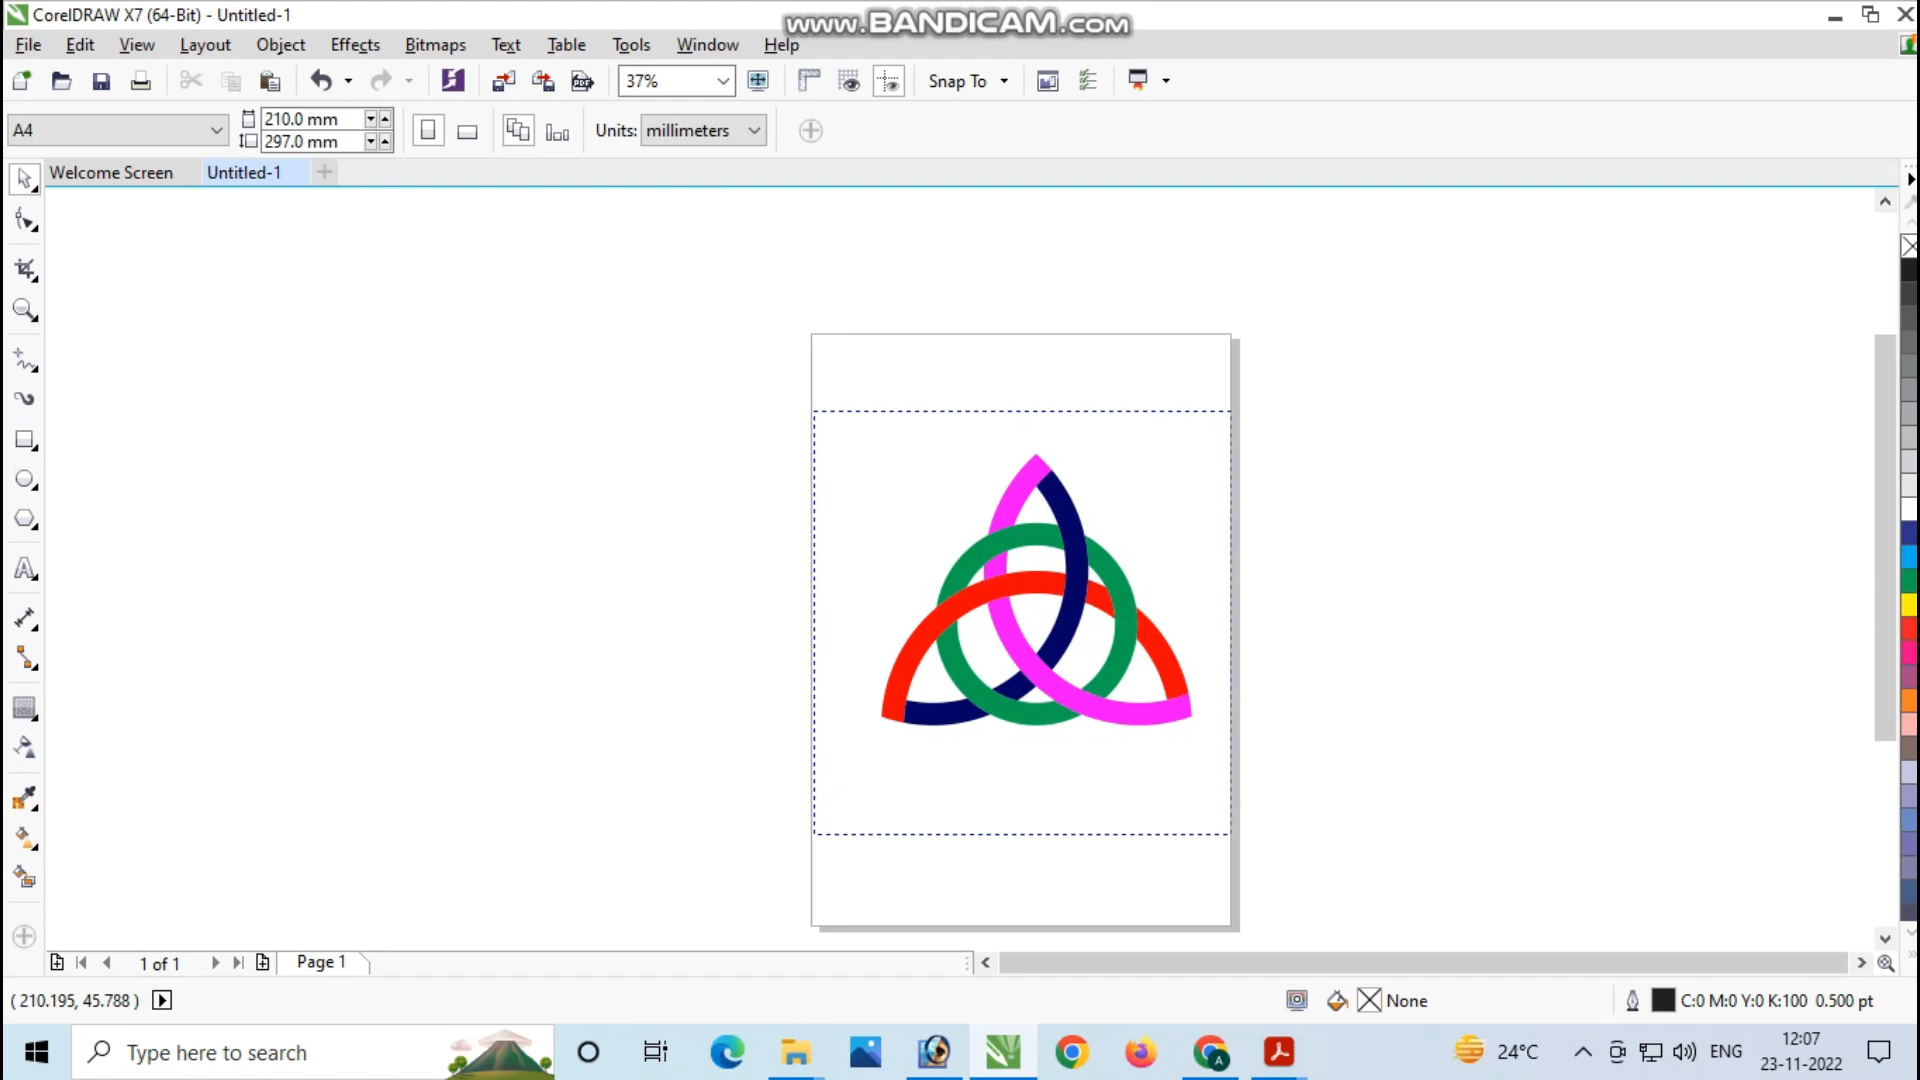 CorelDRAW X7 (64-Bit) - Untitled-1
www.BANDICAM.com
File Edit View Layout Object Effects Bitmaps Text Table Tools Window Help
37% Snap To
A4 210.0 mm Units: millimeters
297.0 mm
Welcome Screen Untitled-1
1 of 1 Page 1
( 210.195, 45.788 ) None C:0 M:0 Y:0 K:100 0.500 pt
Type here to search 24°C ENG 12:07
23-11-2022